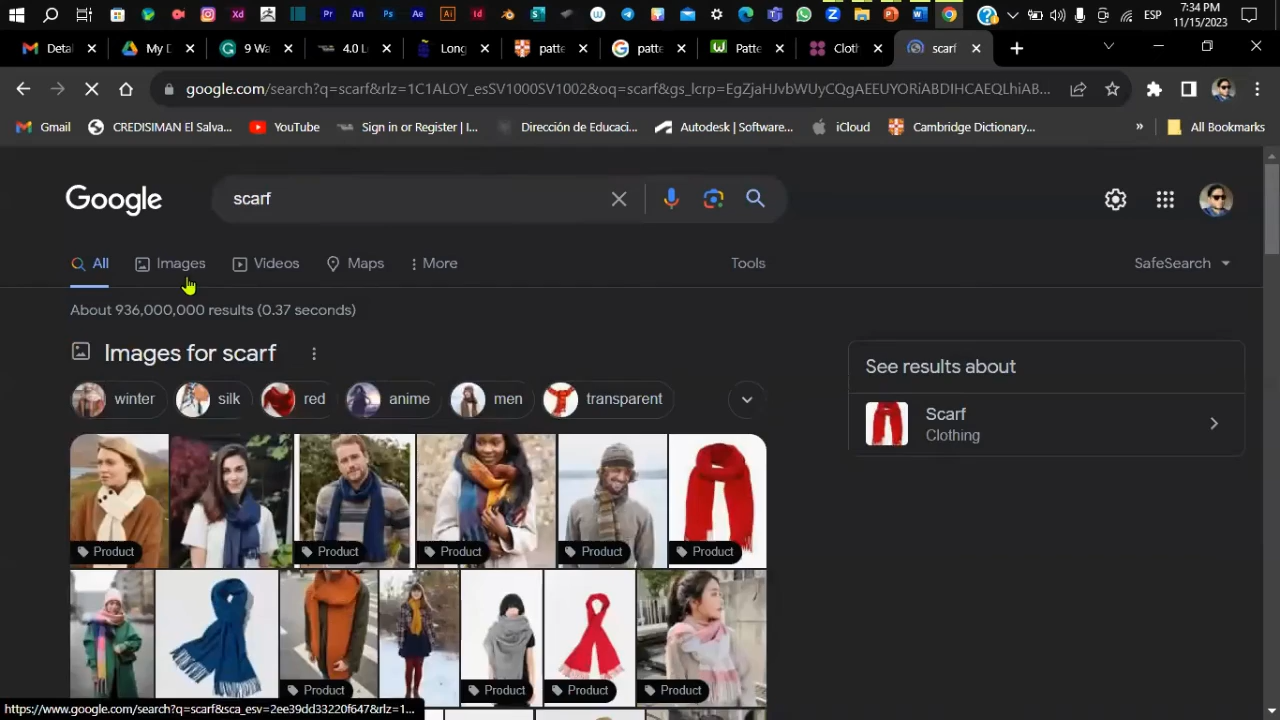 7:34 PM
ESP
11/15/2023
Detai
My D
9 Wa
4.0 L
Long
patte
patte
Patte
Cloth
scarf
google.com/search?q=scarf&rlz=1C1ALOY_esSV1000SV1002&oq=scarf&gs_lcrp=EgZjaHJvbWUyCQgAEEUYORiABDIHCAEQLhiAB...
Gmail
CREDISIMAN El Salva...
YouTube
Sign in or Register | I...
Dirección de Educaci...
Autodesk | Software...
iCloud
Cambridge Dictionary...
»
All Bookmarks
Google
scarf
All
Images
Videos
Maps
More
Tools
SafeSearch
About 936,000,000 results (0.37 seconds)
Images for scarf
See results about
winter
silk
red
anime
men
transparent
Scarf
Clothing
Product
Product
Product
Product
Product
Product
Product
Product
Product
https://www.google.com/search?q=scarf&sca_esv=2ee39dd33220f647&rlz=1...